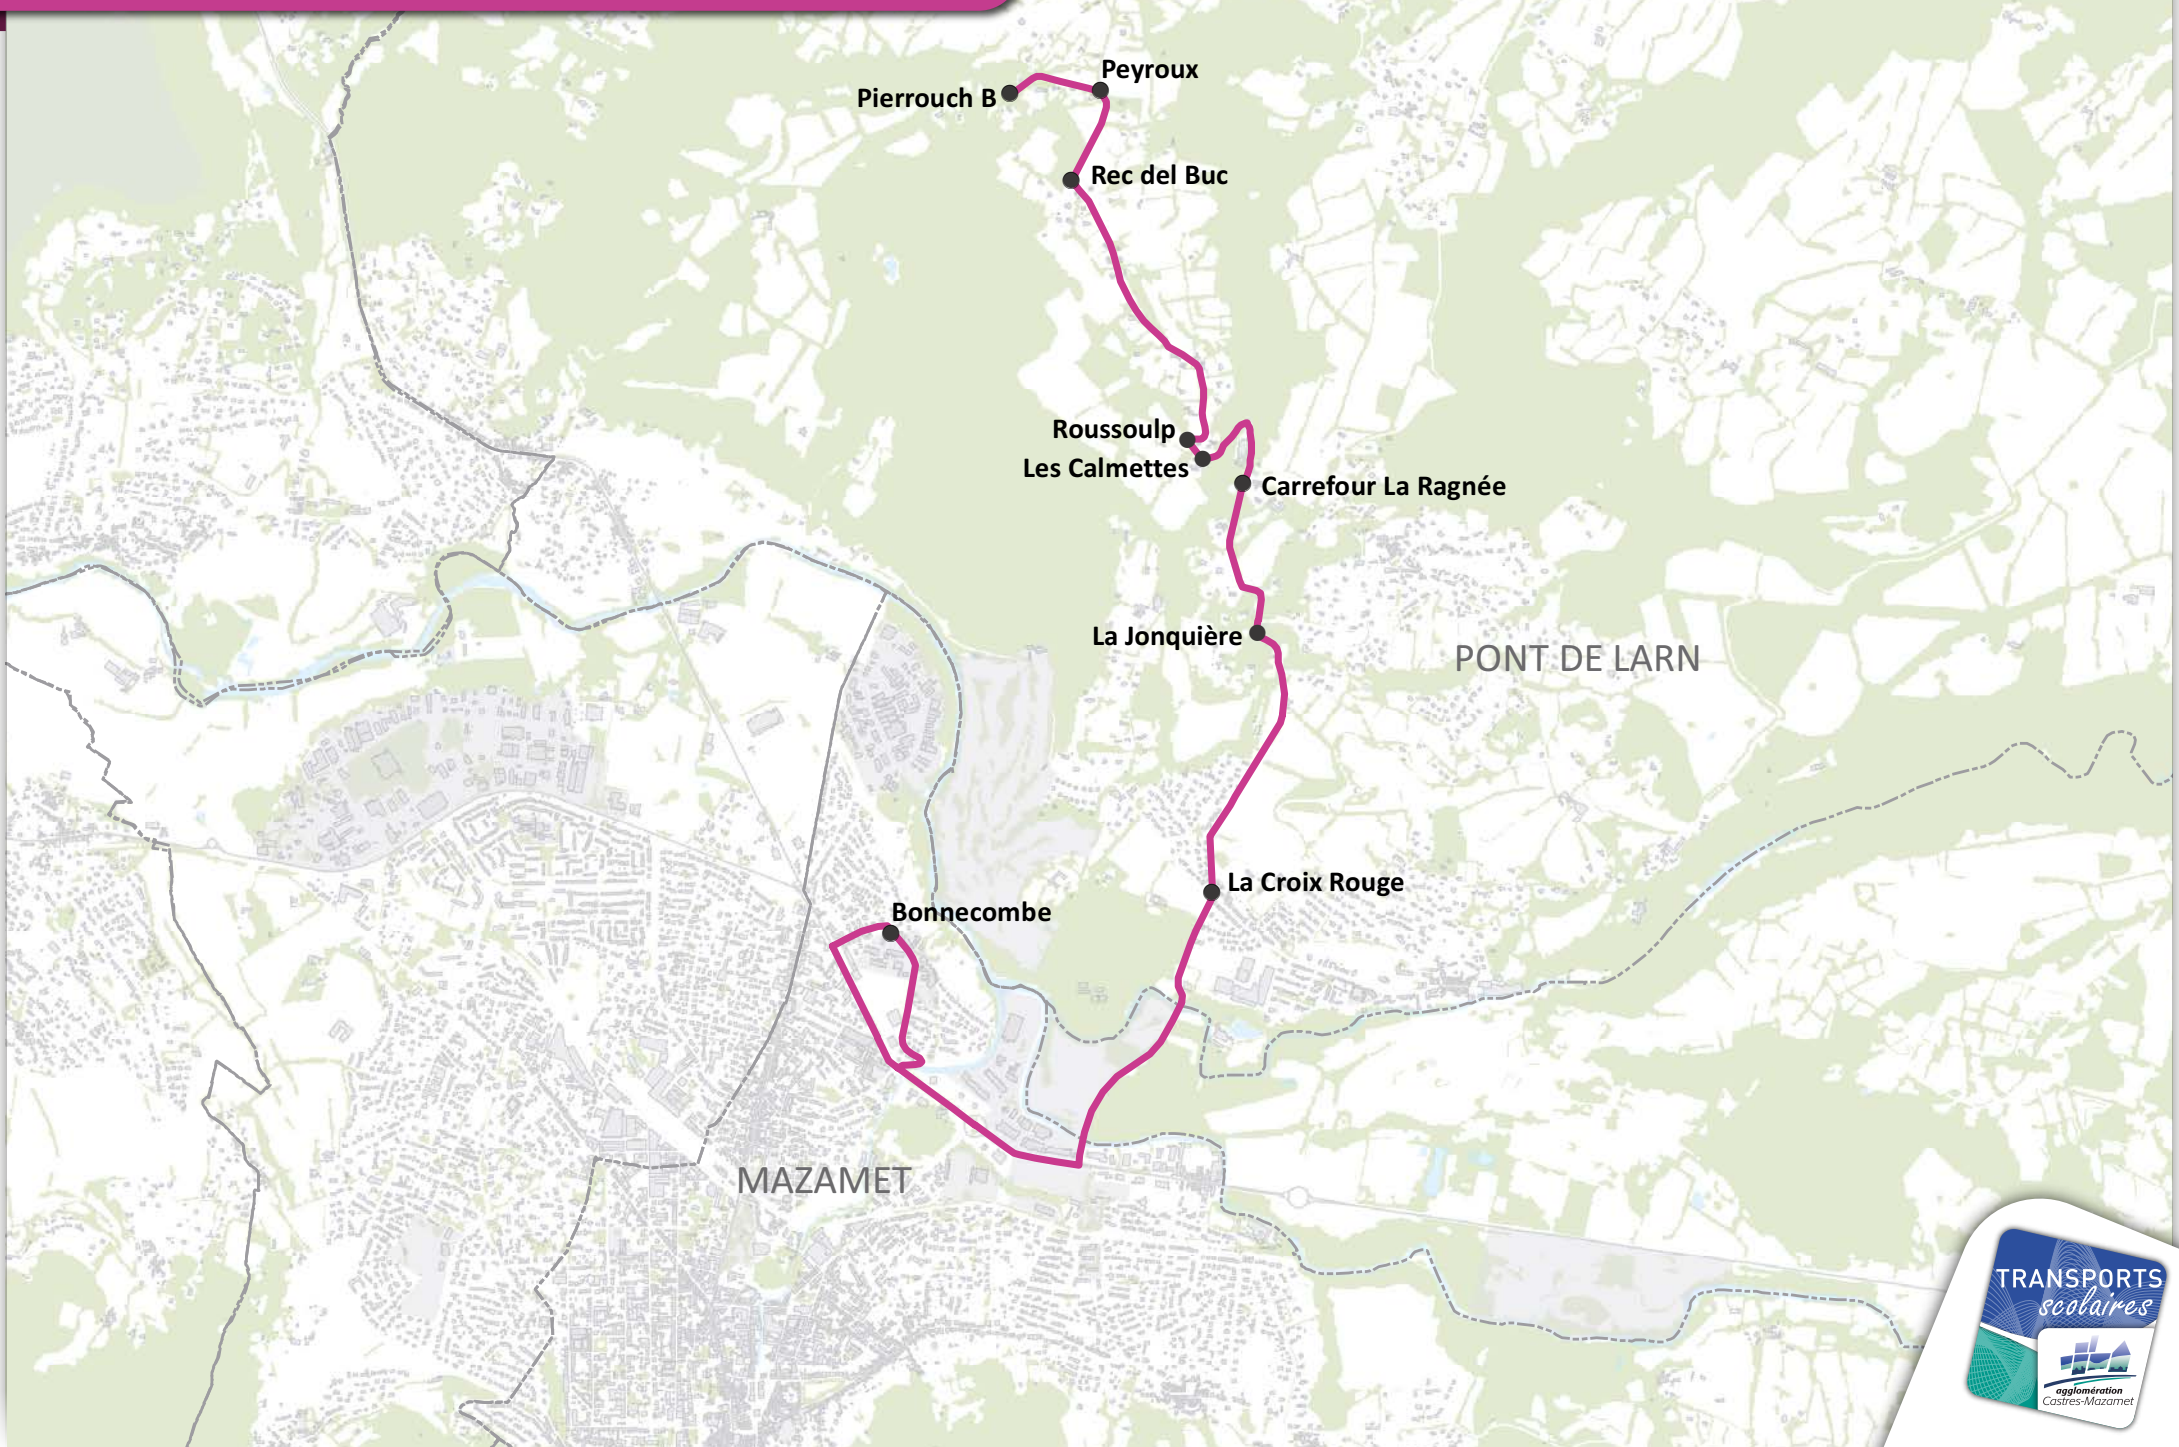 Peyroux
Pierrouch B
Rec del Buc
Roussoulp
Les Calmettes
Carrefour La Ragnée
La Jonquière
PONT DE LARN
La Croix Rouge
Bonnecombe
MAZAMET
TRANSPORTS
scolaires
agglomération
Castres-Mazamet